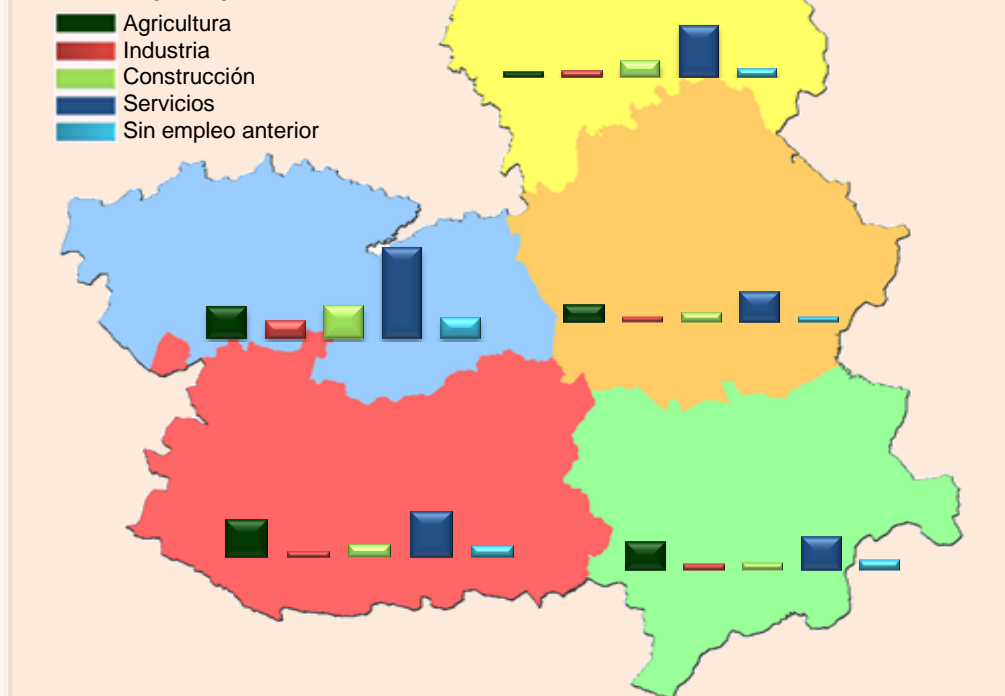 Agricultura
Industria
Construcción
Servicios
Sin empleo anterior